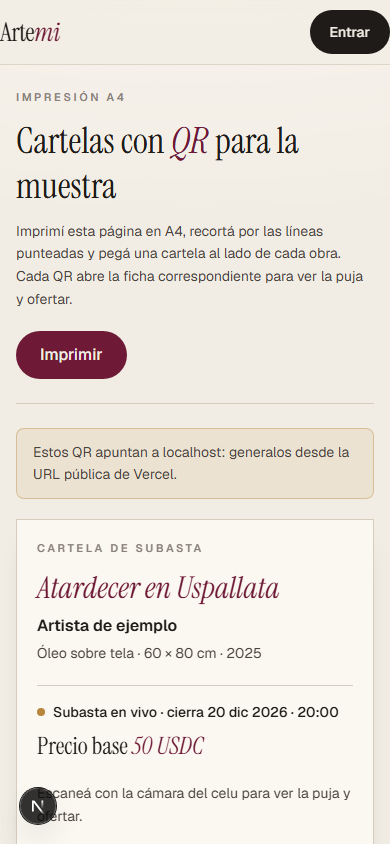 Artemi
Entrar
IMPRESIÓN A4
Cartelas con QR para la
muestra
Imprimí esta página en A4, recortá por las líneas
punteadas y pegá una cartela al lado de cada obra.
Cada QR abre la ficha correspondiente para ver la puja
y ofertar.
Imprimir
Estos QR apuntan a localhost: generalos desde la
URL pública de Vercel.
CARTELA DE SUBASTA
Atardecer en Uspallata
Artista de ejemplo
Óleo sobre tela · 60 × 80 cm · 2025
Subasta en vivo · cierra 20 dic 2026 · 20:00
Precio base 50 USDC
Escaneá con la cámara del celu para ver la puja y
ofertar.
N